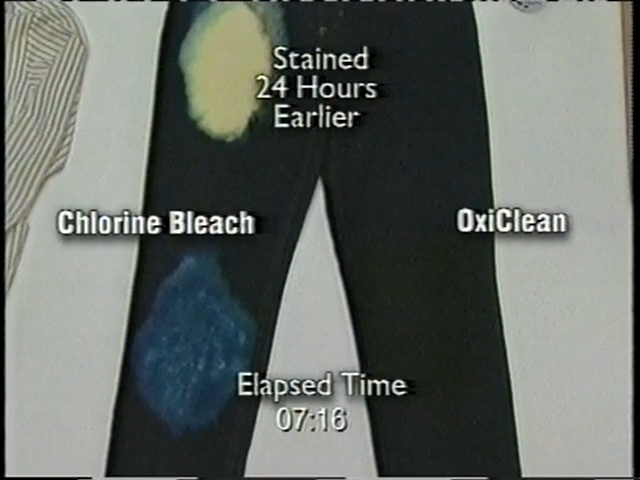 Stained
24 Hours
Earlier
Chlorine Bleach
OxiClean
Elapsed Time
07:16